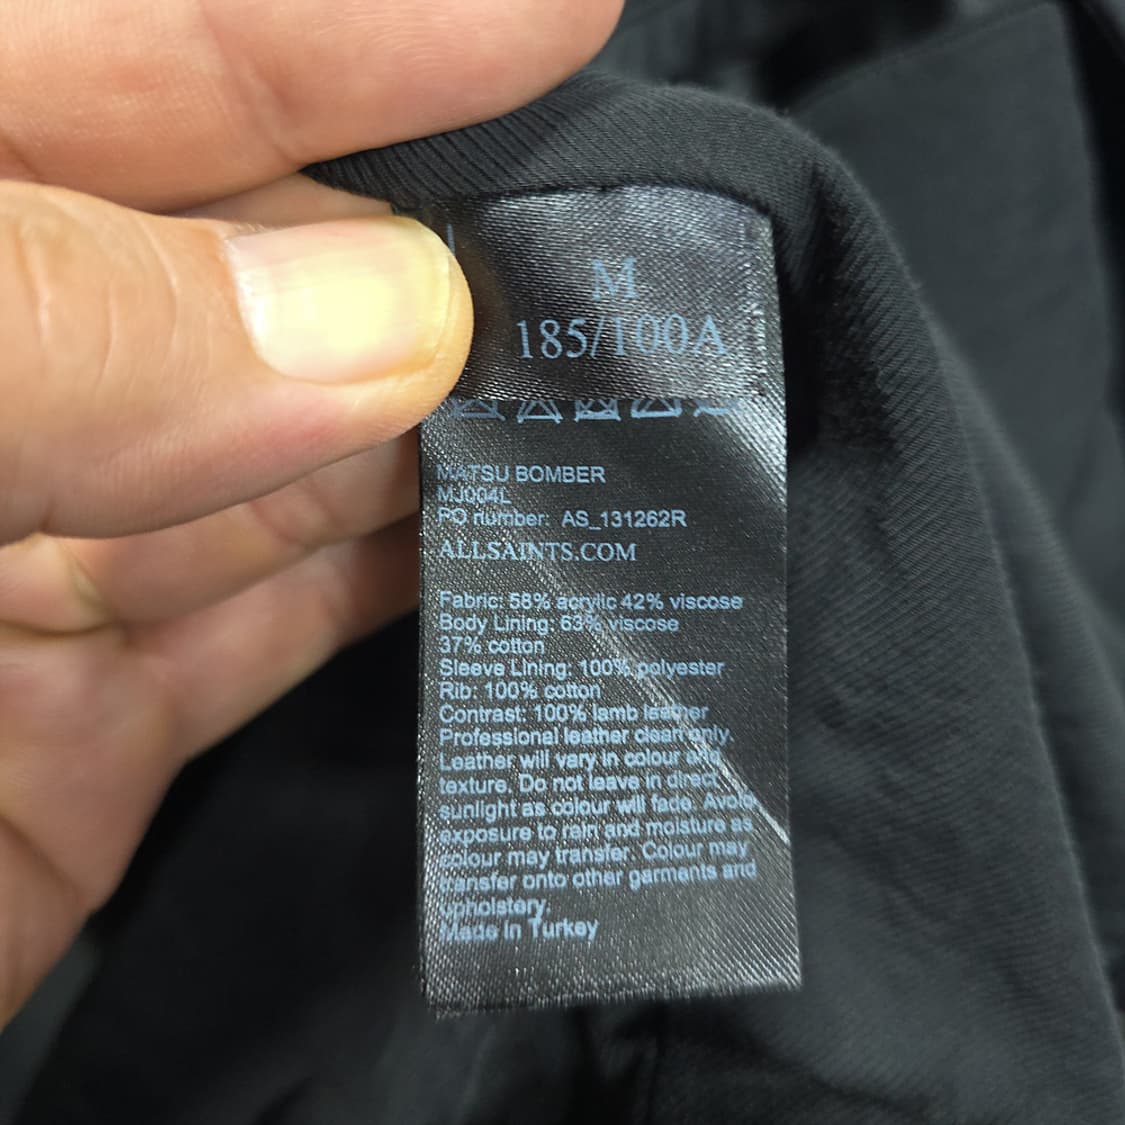 M
185/100A
MATSU BOMBER
MJ004L
PO number: AS_131262R
ALLSAINTS.COM
Fabric: 58% acrylic 42% viscose
Body Lining: 63% viscose
37% cotton
Sleeve Lining: 100% polyester
Rib: 100% cotton
Contrast: 100% lamb leather
Professional leather clean only.
Leather will vary in colour and
texture. Do not leave in direct
sunlight as colour will fade. Avoid
exposure to rain and moisture as
colour may transfer. Colour may
transfer onto other garments and
upholstery.
Made in Turkey